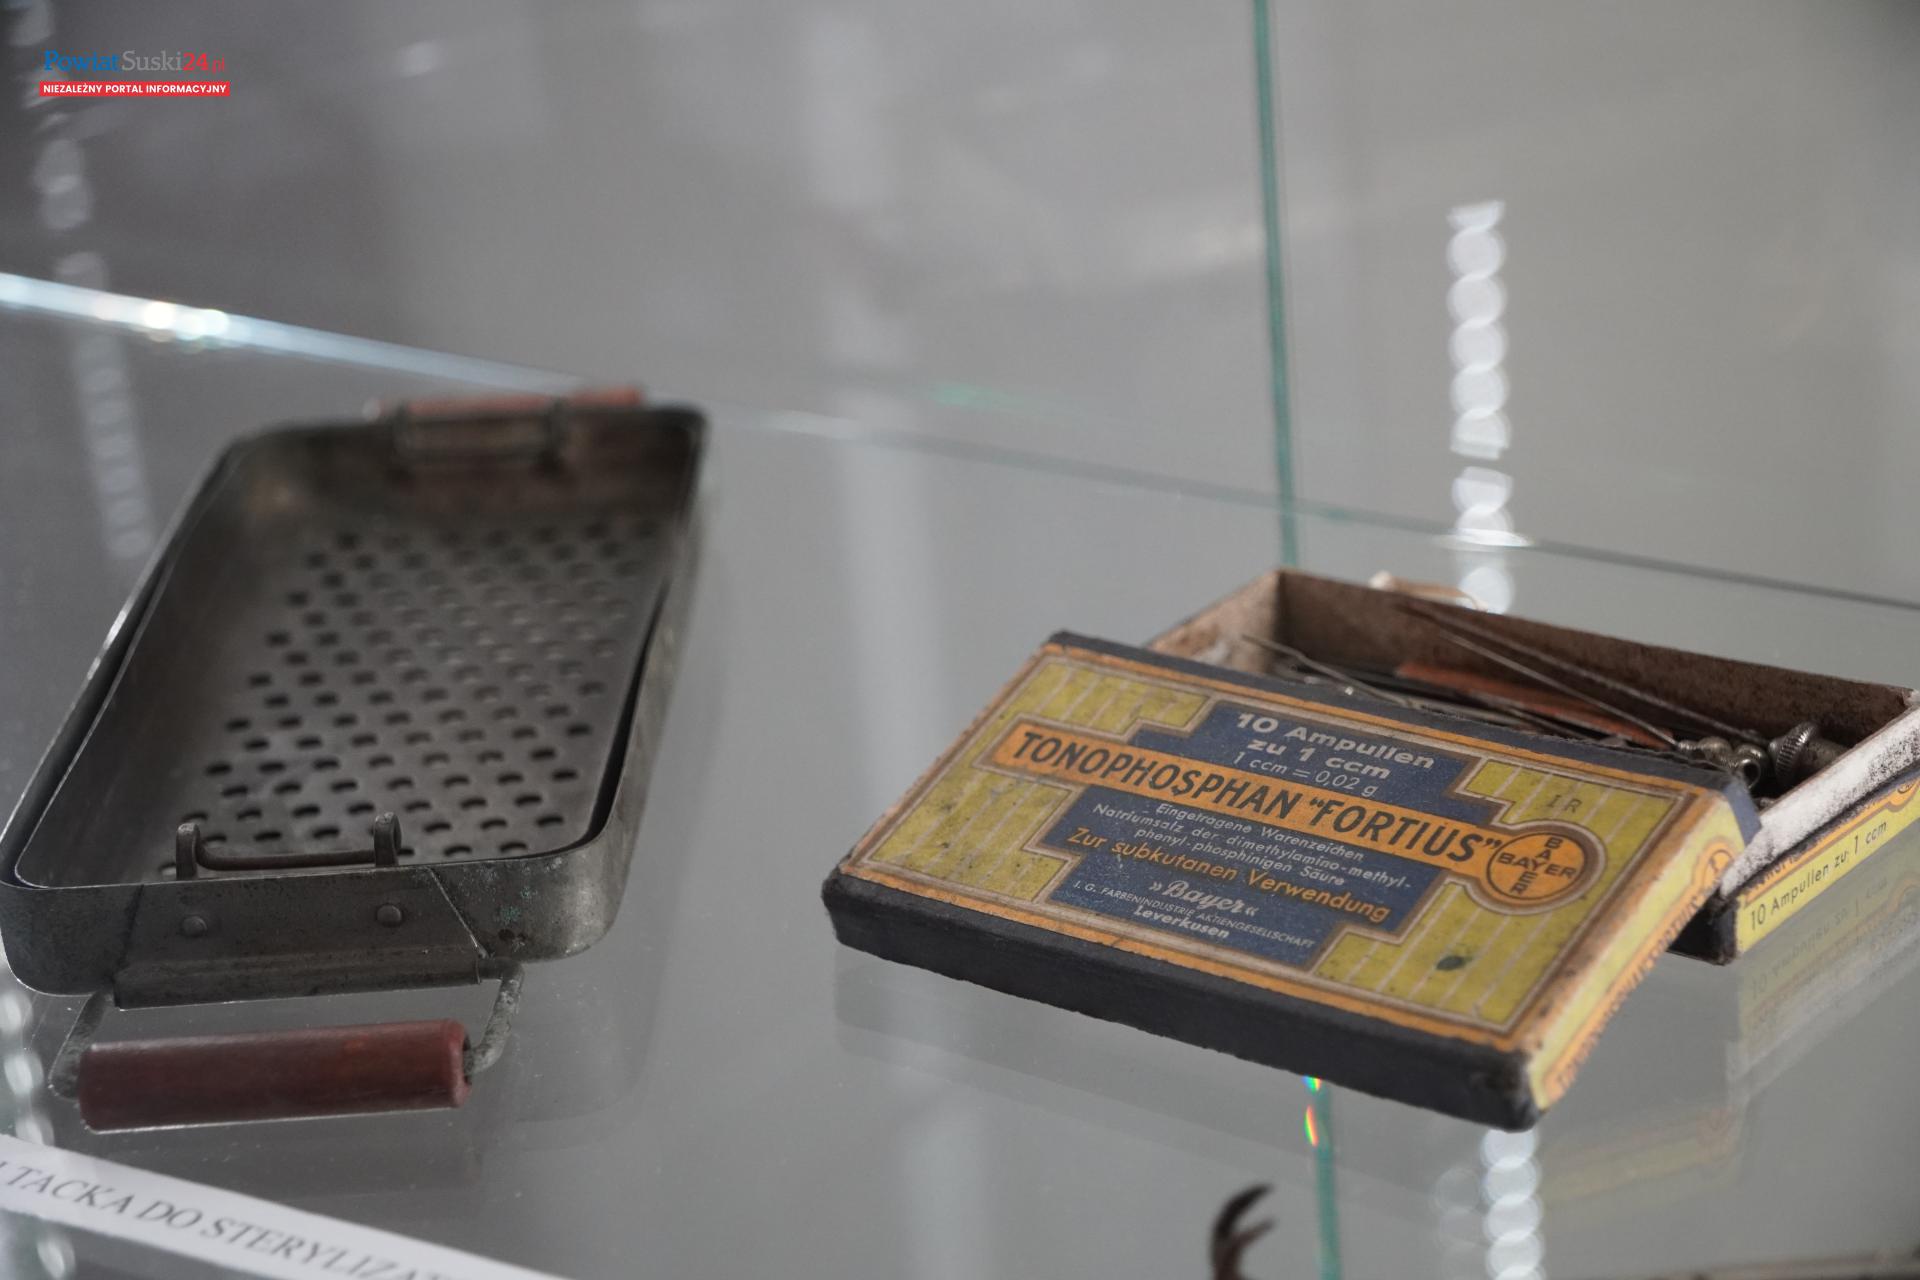 PowiatSuski24.pl
NIEZALEŻNY PORTAL INFORMACYJNY
10 Ampullen
zu 1 ccm
1 ccm = 0,02 g
TONOPHOSPHAN "FORTIUS"
Eingetragene Warenzeichen
Natriumsalz der dimethylamino-methyl-
phenyl-phosphinigen Säure
Zur subkutanen Verwendung
»Bayer«
I. G. FARBENINDUSTRIE AKTIENGESELLSCHAFT
Leverkusen
IR
BAYER
BAYER
10 Ampullen zu 1 ccm
TACKA DO